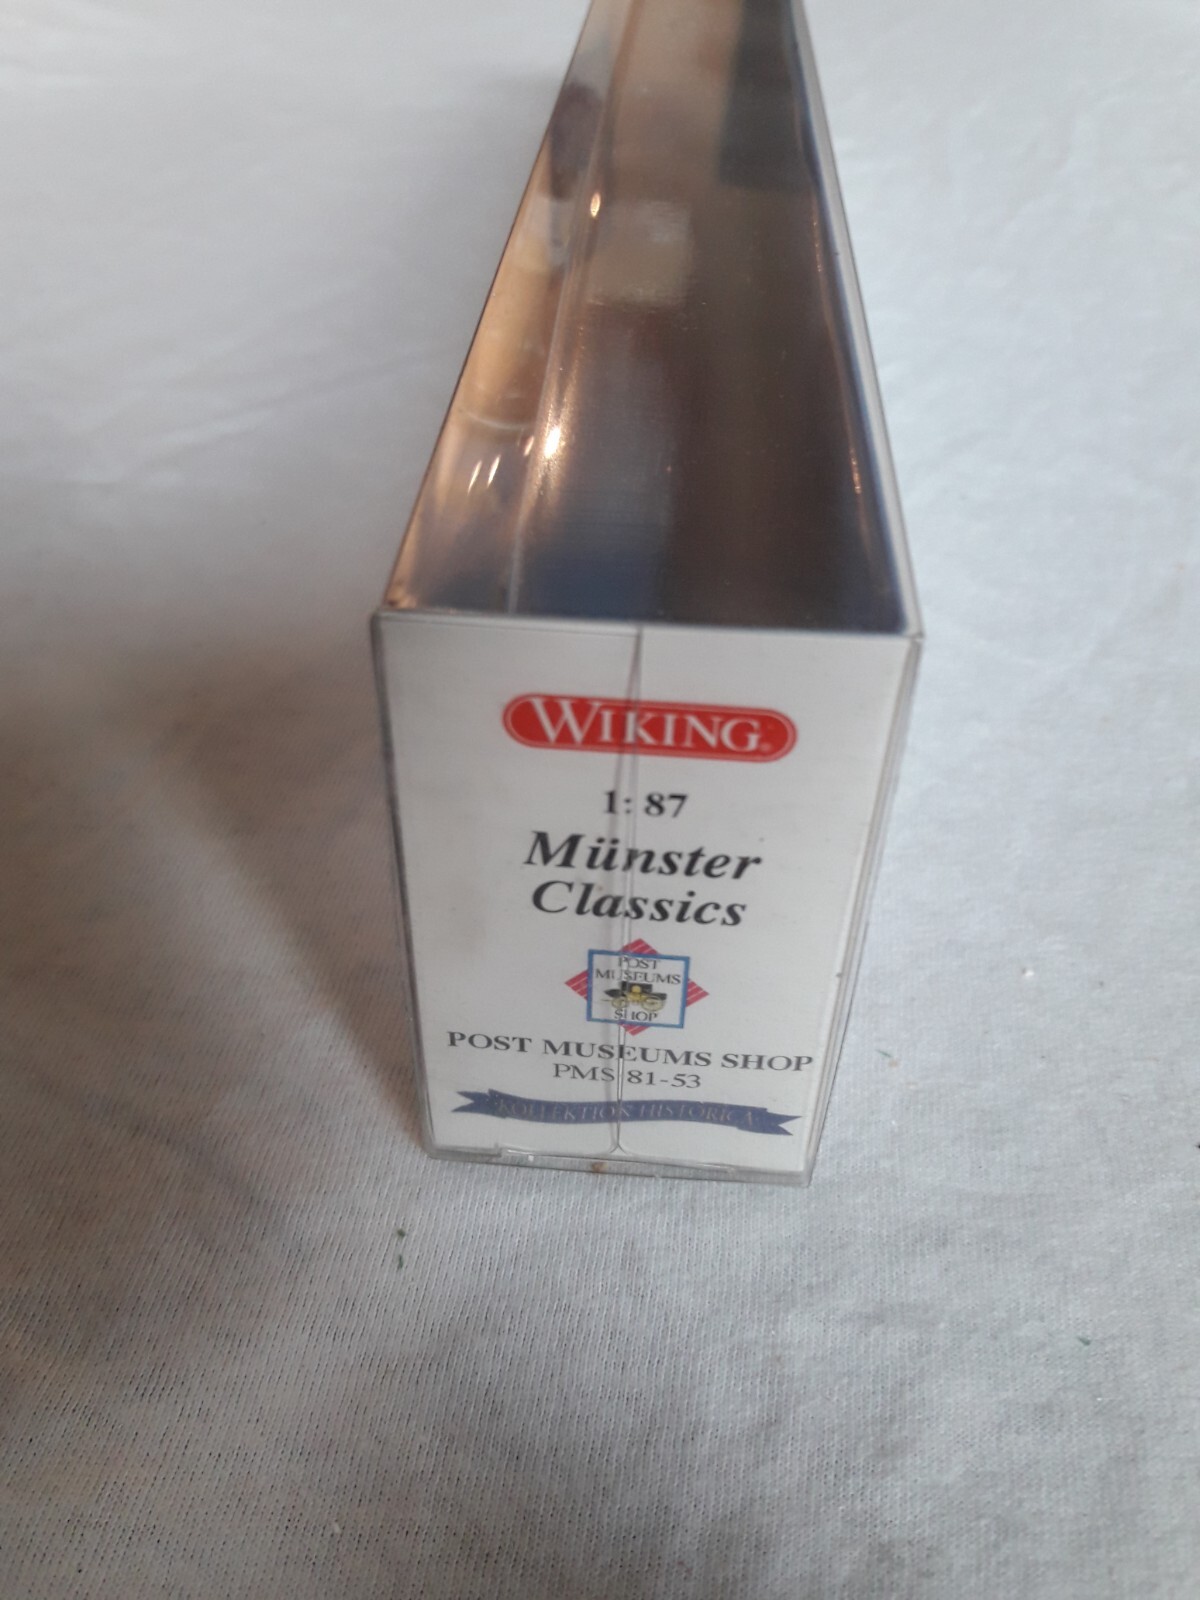 WIKING®
1:87
Münster
Classics
POST
MUSEUMS
SHOP
POST MUSEUMS SHOP
PMS 81-53
KOLLEKTION HISTORICA